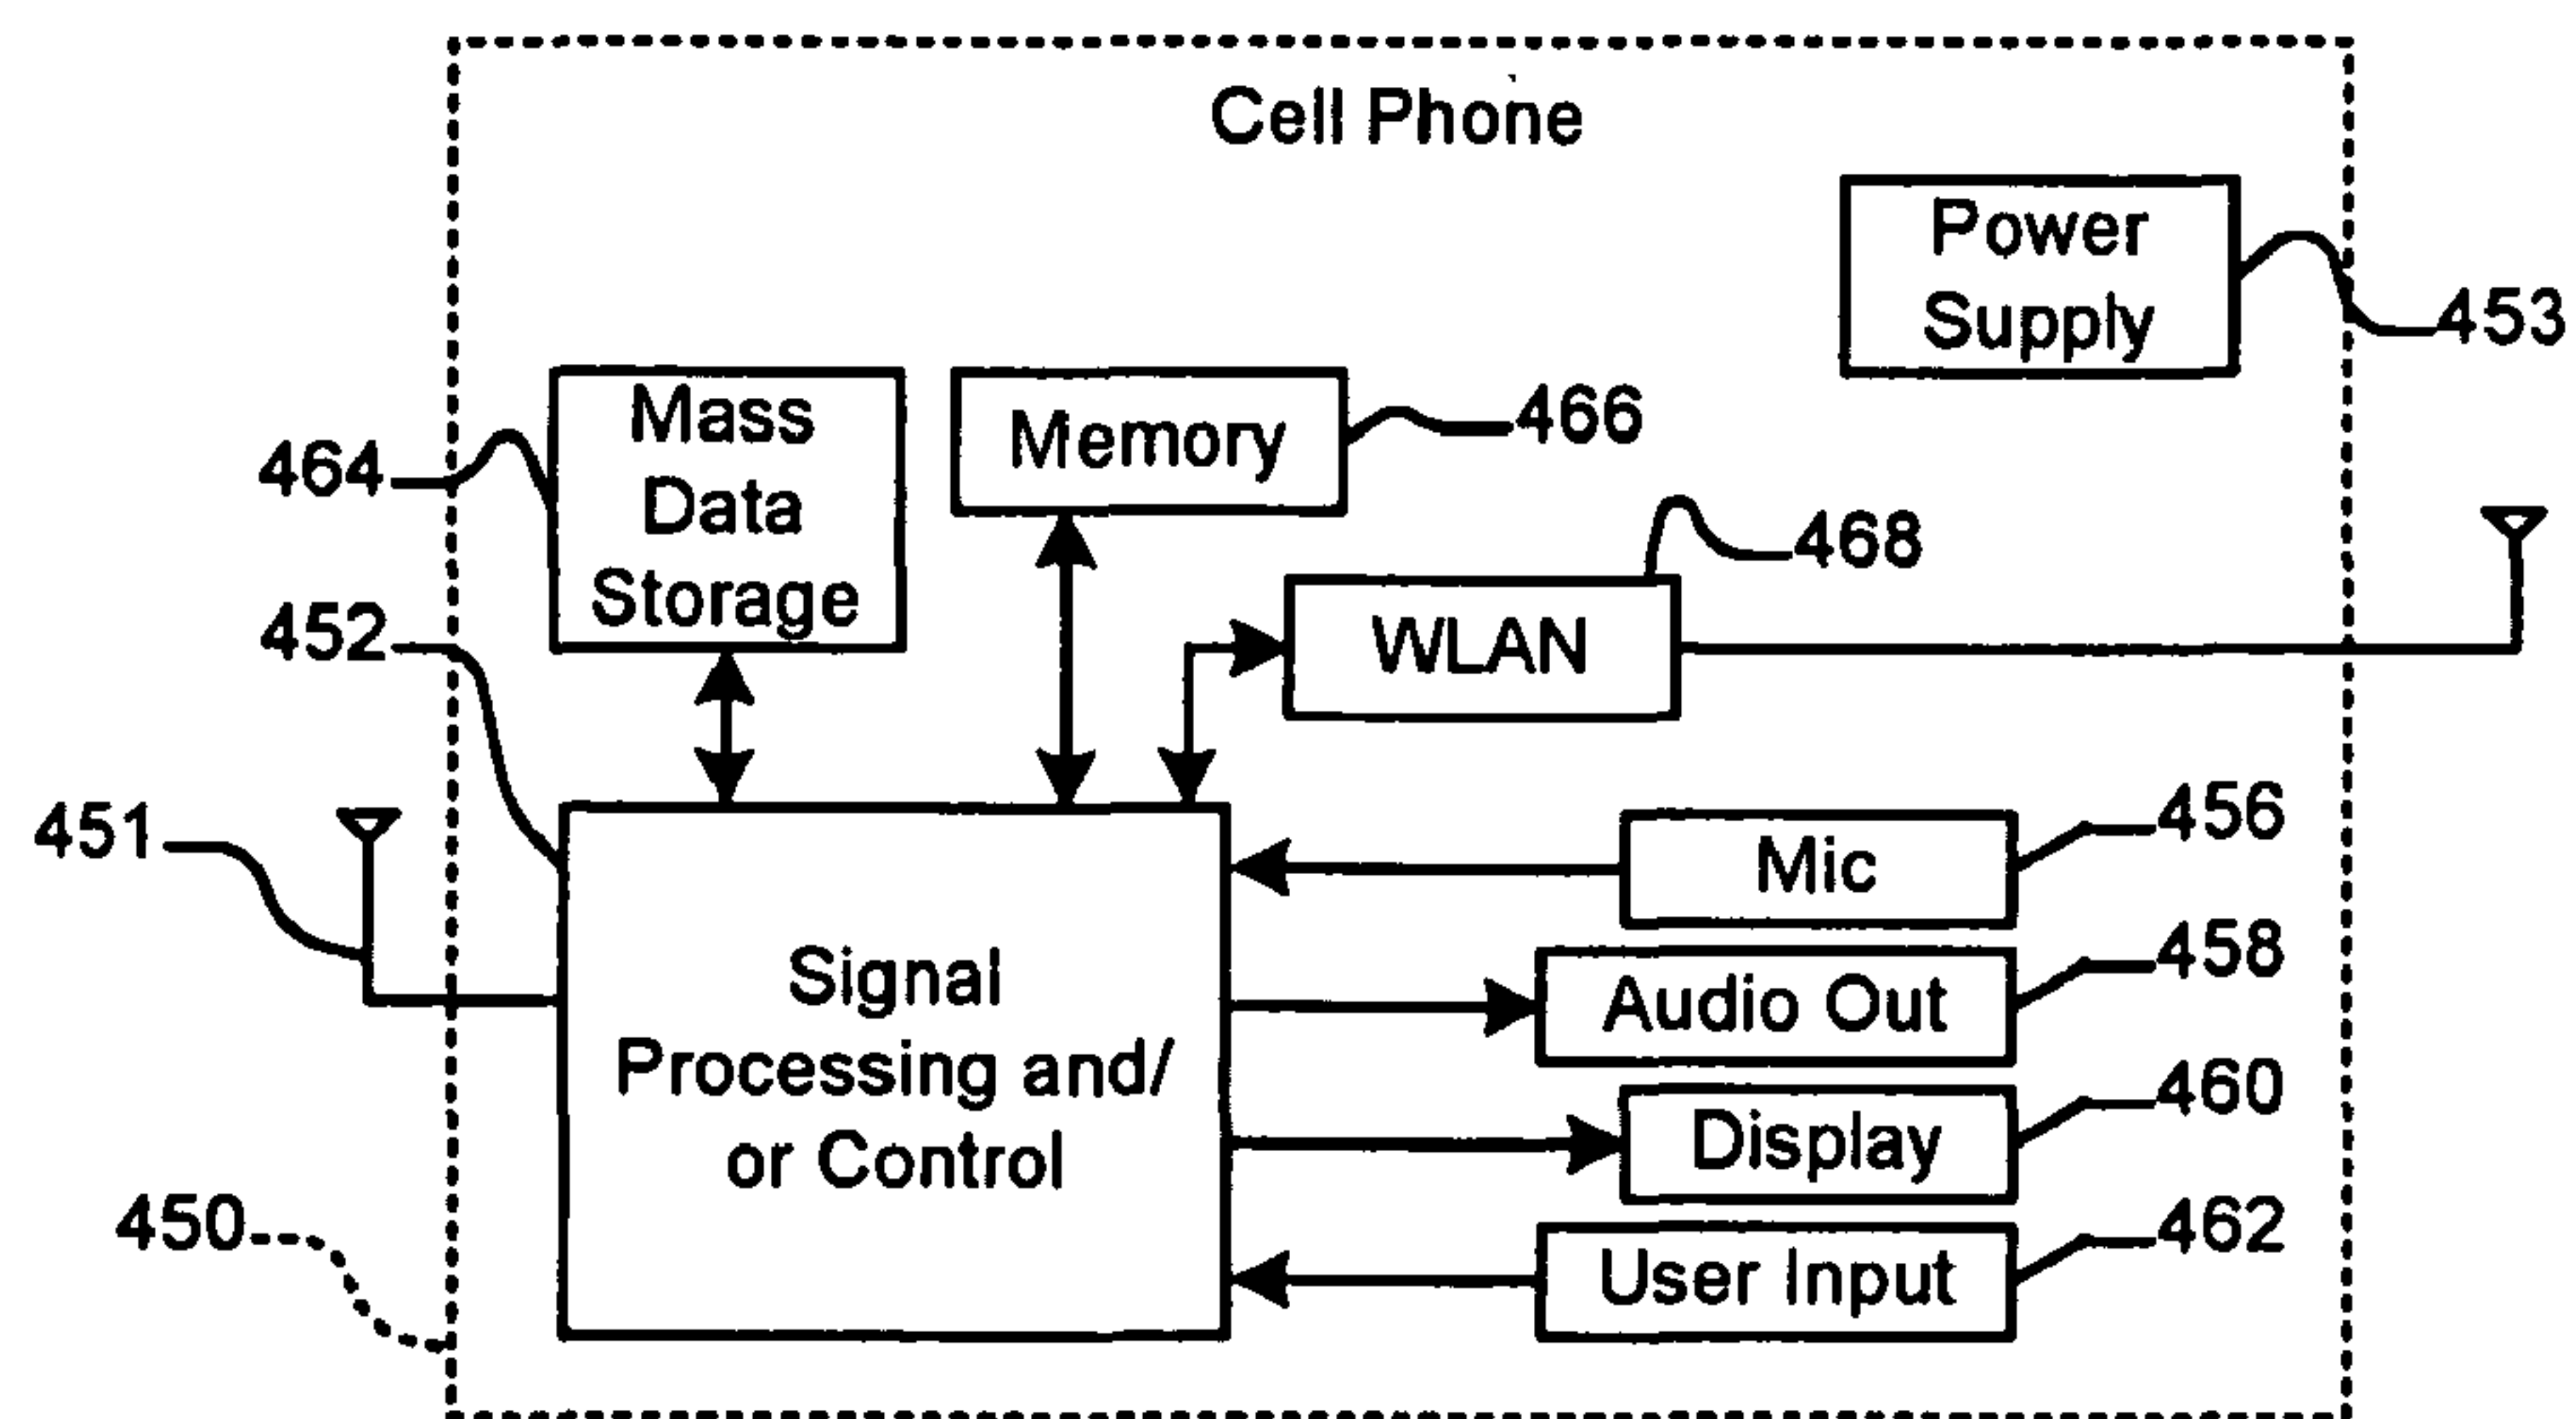 Cell Phone
Power
Supply
453
Mass
Data
Storage
464
Memory
466
468
WLAN
452
451
Mic
456
Signal
Processing and/
or Control
Audio Out
458
Display
460
450
User Input
462